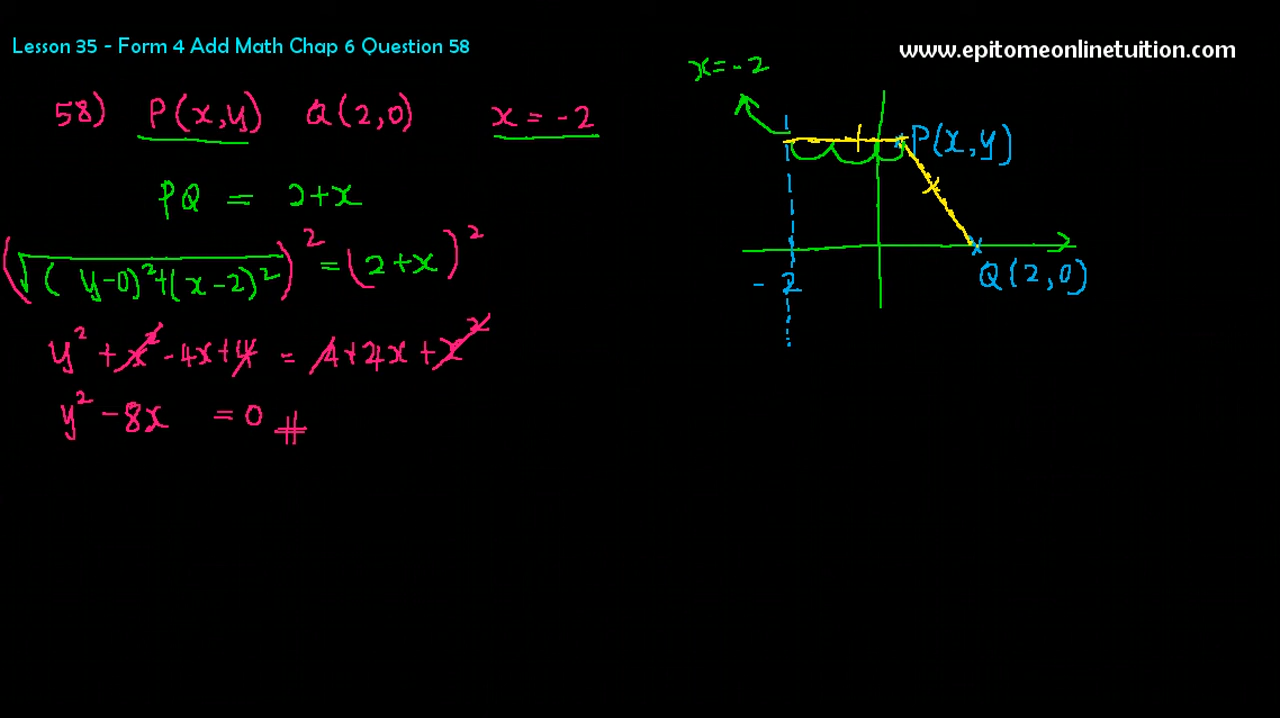 Lesson 35 - Form 4 Add Math Chap 6 Question 58
www.epitomeonlinetuition.com
58) P(x,y) Q(2,0) x = -2
PQ = 2+x
(√((y-0)²+(x-2)²))² = (2+x)²
y² + x² - 4x + 4 = 4 + 4x + x²
y² - 8x = 0 #
x = -2
P(x,y)
-2
Q(2,0)